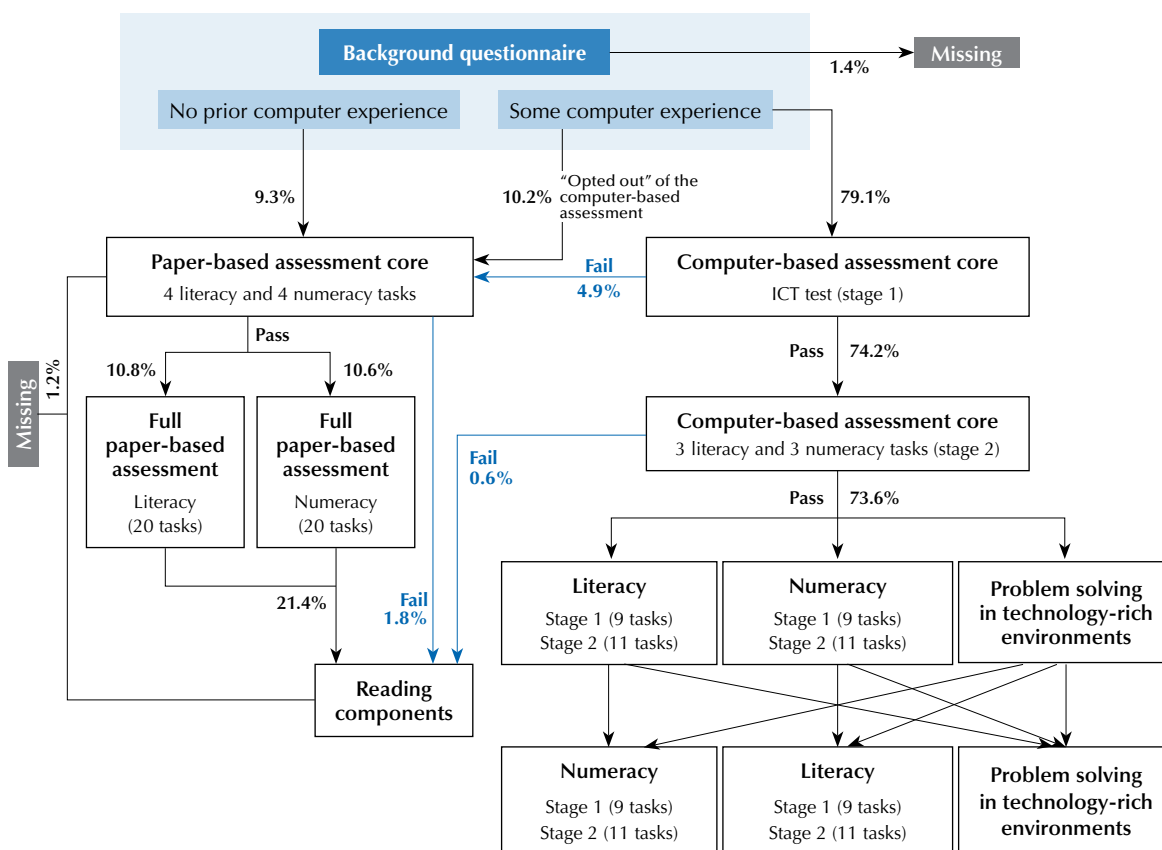 Background questionnaire
Missing
1.4%
No prior computer experience
Some computer experience
9.3%
10.2%
"Opted out" of the
computer-based
assessment
79.1%
Paper-based assessment core
4 literacy and 4 numeracy tasks
Fail
4.9%
Computer-based assessment core
ICT test (stage 1)
Pass
Pass 74.2%
Missing
1.2%
10.8%
10.6%
Full
paper-based
assessment
Literacy
(20 tasks)
Full
paper-based
assessment
Numeracy
(20 tasks)
Computer-based assessment core
3 literacy and 3 numeracy tasks (stage 2)
Fail
0.6%
Pass 73.6%
21.4%
Fail
1.8%
Reading
components
Literacy
Stage 1 (9 tasks)
Stage 2 (11 tasks)
Numeracy
Stage 1 (9 tasks)
Stage 2 (11 tasks)
Problem solving
in technology-rich
environments
Numeracy
Stage 1 (9 tasks)
Stage 2 (11 tasks)
Literacy
Stage 1 (9 tasks)
Stage 2 (11 tasks)
Problem solving
in technology-rich
environments